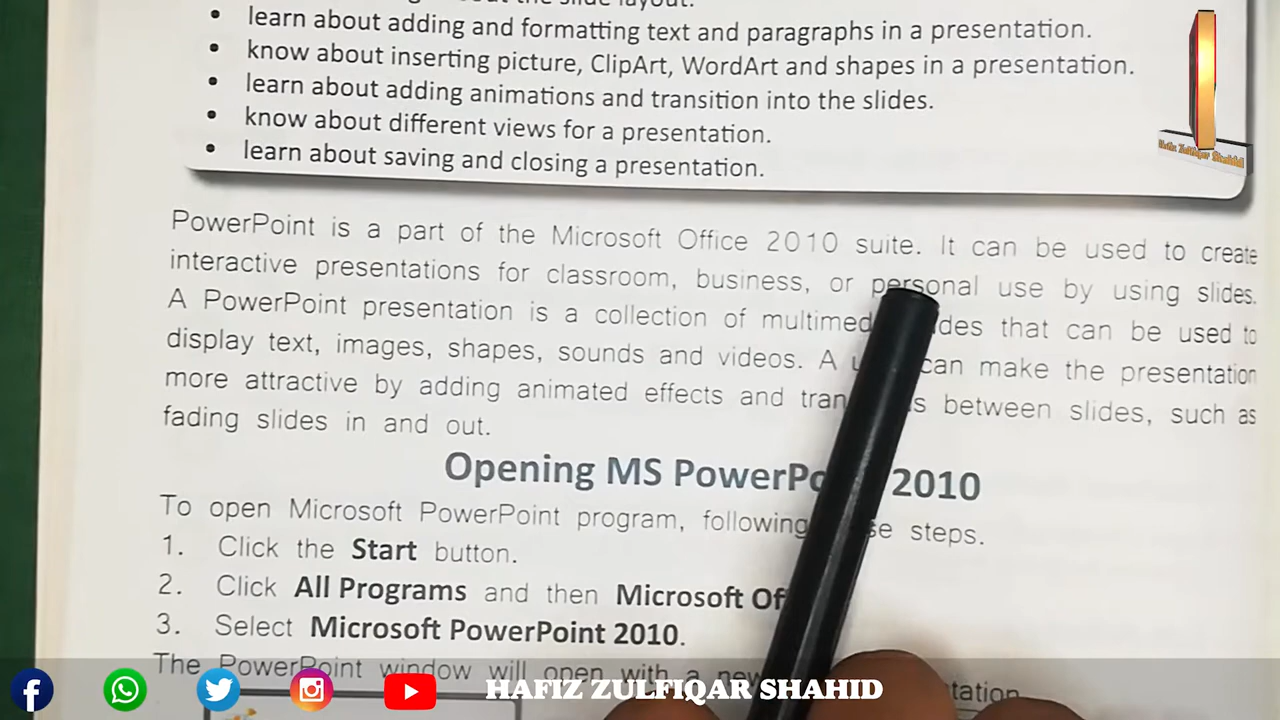 the slide layout.
• learn about adding and formatting text and paragraphs in a presentation.
• know about inserting picture, ClipArt, WordArt and shapes in a presentation.
• learn about adding animations and transition into the slides.
• know about different views for a presentation.
• learn about saving and closing a presentation.
Hafiz Zulfiqar Shahid
PowerPoint is a part of the Microsoft Office 2010 suite. It can be used to create
interactive presentations for classroom, business, or personal use by using slides.
A PowerPoint presentation is a collection of that can be used to
display text, images, shapes, sounds and videos. A can make the presentation
more attractive by adding animated effects and between slides, such as
fading slides in and out.
Opening MS 2010
To open Microsoft PowerPoint program, following steps.
1. Click the Start button.
2. Click All Programs and then Microsoft
3. Select Microsoft PowerPoint 2010.
The PowerPoint window will open with a
HAFIZ ZULFIQAR SHAHID